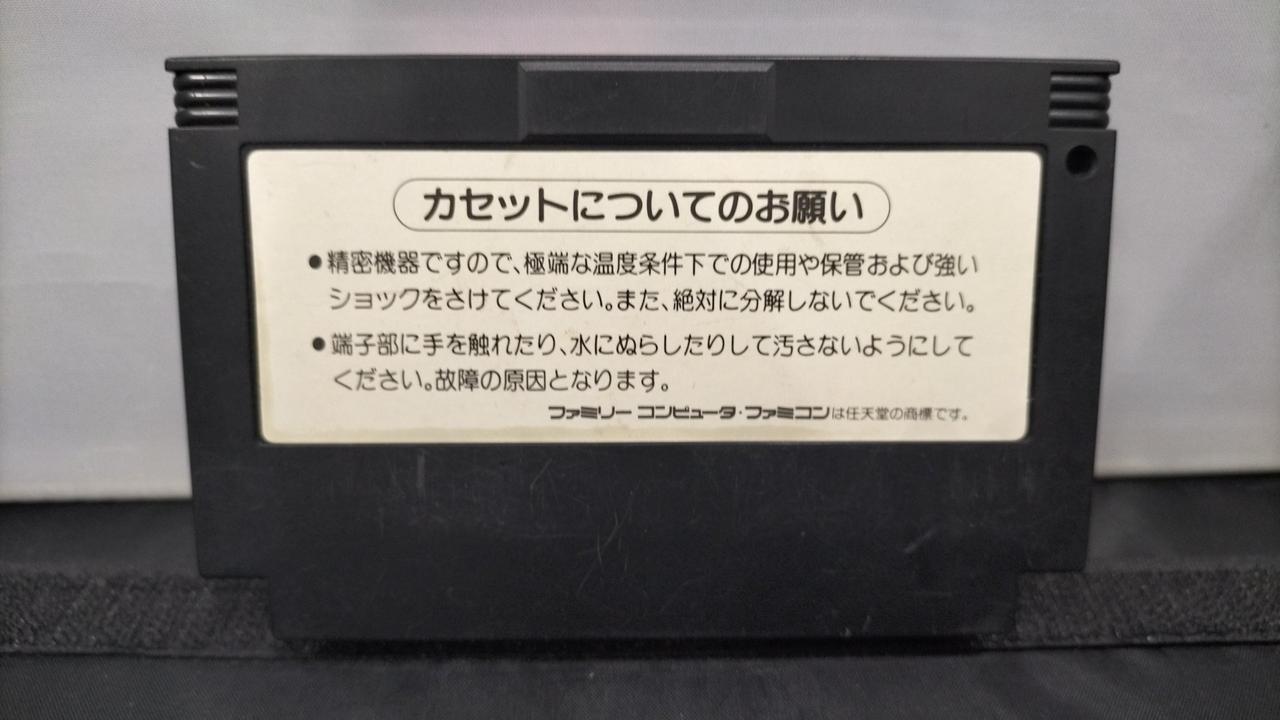 カセットについてのお願い
●精密機器ですので、極端な温度条件下での使用や保管および強い
ショックをさけてください。また、絶対に分解しないでください。
●端子部に手を触れたり、水にぬらしたりして汚さないようにして
ください。故障の原因となります。
ファミリーコンピュータ・ファミコンは任天堂の商標です。